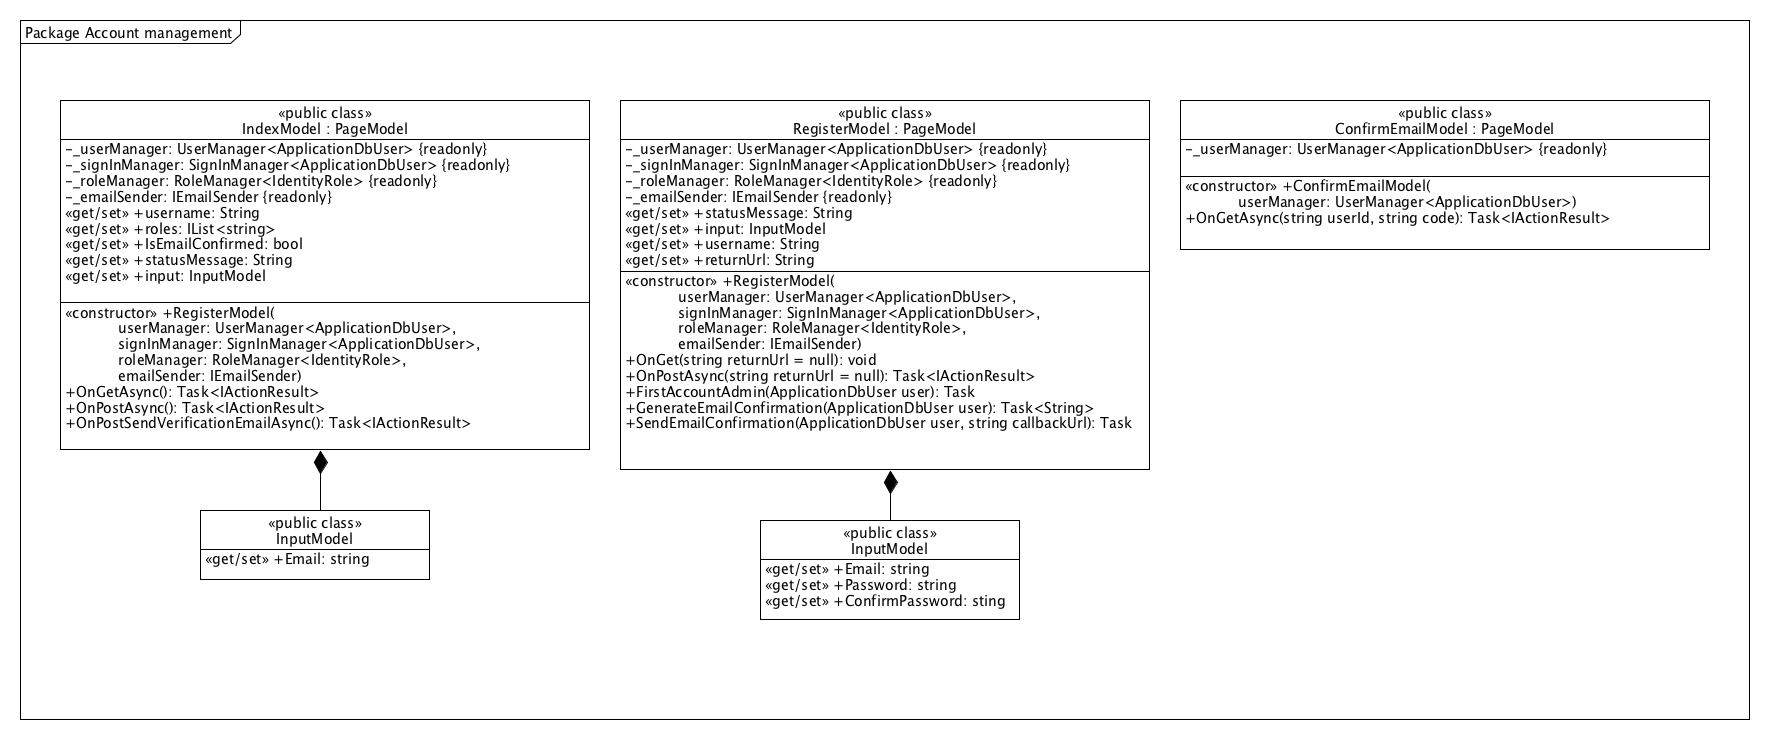 Package Account management
«public class»
IndexModel : PageModel
-_userManager: UserManager<ApplicationDbUser> {readonly}
-_signInManager: SignInManager<ApplicationDbUser> {readonly}
-_roleManager: RoleManager<IdentityRole> {readonly}
-_emailSender: IEmailSender {readonly}
«get/set» +username: String
«get/set» +roles: IList<string>
«get/set» +IsEmailConfirmed: bool
«get/set» +statusMessage: String
«get/set» +input: InputModel
«constructor» +RegisterModel(
userManager: UserManager<ApplicationDbUser>,
signInManager: SignInManager<ApplicationDbUser>,
roleManager: RoleManager<IdentityRole>,
emailSender: IEmailSender)
+OnGetAsync(): Task<IActionResult>
+OnPostAsync(): Task<IActionResult>
+OnPostSendVerificationEmailAsync(): Task<IActionResult>
«public class»
InputModel
«get/set» +Email: string
«public class»
RegisterModel : PageModel
-_userManager: UserManager<ApplicationDbUser> {readonly}
-_signInManager: SignInManager<ApplicationDbUser> {readonly}
-_roleManager: RoleManager<IdentityRole> {readonly}
-_emailSender: IEmailSender {readonly}
«get/set» +statusMessage: String
«get/set» +input: InputModel
«get/set» +username: String
«get/set» +returnUrl: String
«constructor» +RegisterModel(
userManager: UserManager<ApplicationDbUser>,
signInManager: SignInManager<ApplicationDbUser>,
roleManager: RoleManager<IdentityRole>,
emailSender: IEmailSender)
+OnGet(string returnUrl = null): void
+OnPostAsync(string returnUrl = null): Task<IActionResult>
+FirstAccountAdmin(ApplicationDbUser user): Task
+GenerateEmailConfirmation(ApplicationDbUser user): Task<String>
+SendEmailConfirmation(ApplicationDbUser user, string callbackUrl): Task
«public class»
InputModel
«get/set» +Email: string
«get/set» +Password: string
«get/set» +ConfirmPassword: sting
«public class»
ConfirmEmailModel : PageModel
-_userManager: UserManager<ApplicationDbUser> {readonly}
«constructor» +ConfirmEmailModel(
userManager: UserManager<ApplicationDbUser>)
+OnGetAsync(string userId, string code): Task<IActionResult>